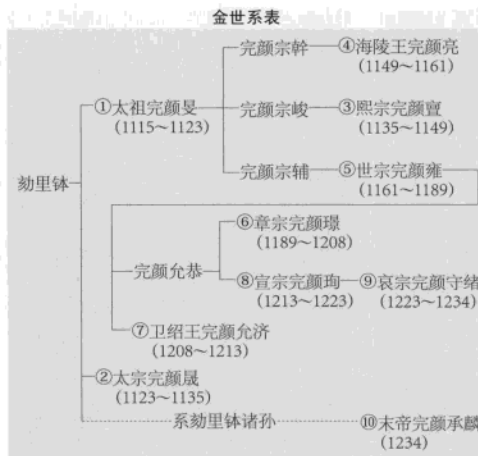 金世系表
完颜宗幹
④海陵王完颜亮
(1149～1161)
①太祖完颜旻
(1115～1123)
完颜宗峻
③熙宗完颜亶
(1135～1149)
完颜宗辅
⑤世宗完颜雍
(1161～1189)
劾里钵
⑥章宗完颜璟
(1189～1208)
完颜允恭
⑧宣宗完颜珣
(1213～1223)
⑨哀宗完颜守绪
(1223～1234)
⑦卫绍王完颜允济
(1208～1213)
②太宗完颜晟
(1123～1135)
系劾里钵诸孙
⑩末帝完颜承麟
(1234)